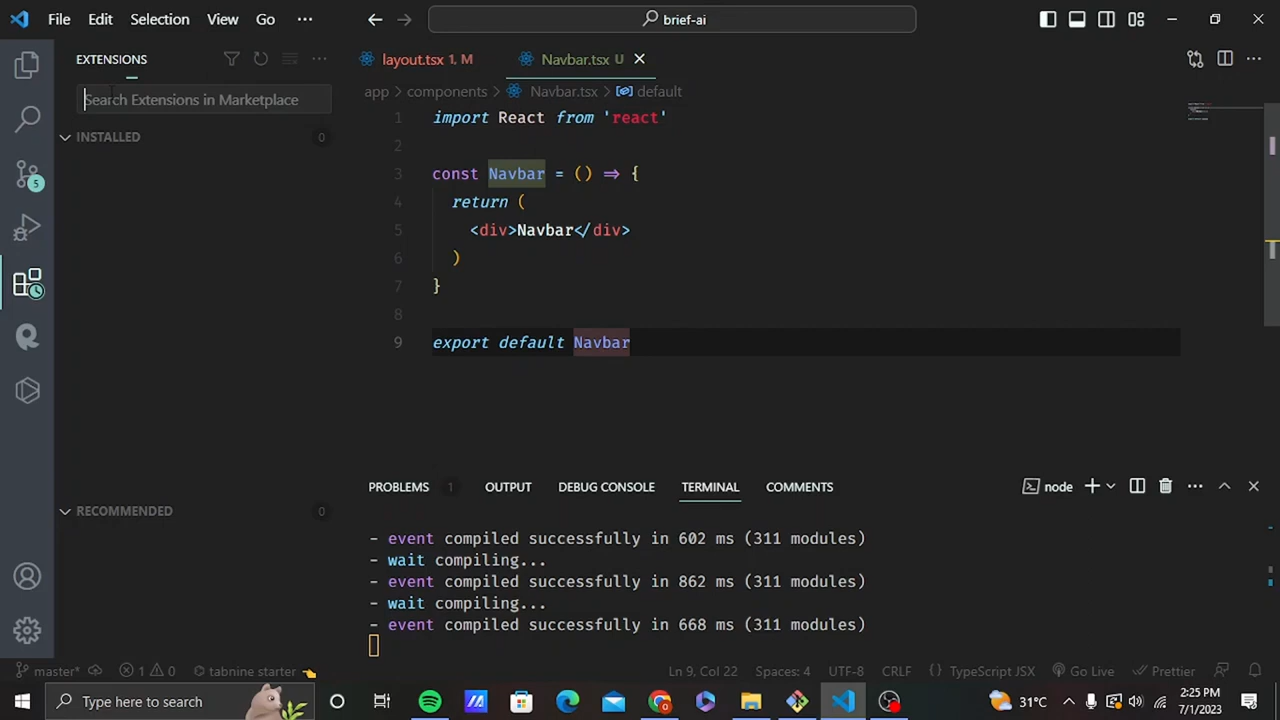 File Edit Selection View Go ··· brief-ai
EXTENSIONS
Search Extensions in Marketplace
INSTALLED 0
RECOMMENDED 0
5
layout.tsx 1, M Navbar.tsx U
app > components > Navbar.tsx > default
1 import React from 'react'
2
3 const Navbar = () => {
4 return (
5 <div>Navbar</div>
6 )
7 }
8
9 export default Navbar
PROBLEMS 1 OUTPUT DEBUG CONSOLE TERMINAL COMMENTS node
- event compiled successfully in 602 ms (311 modules)
- wait compiling...
- event compiled successfully in 862 ms (311 modules)
- wait compiling...
- event compiled successfully in 668 ms (311 modules)
master* 1 0 tabnine starter Ln 9, Col 22 Spaces: 4 UTF-8 CRLF {} TypeScript JSX Go Live Prettier
Type here to search 31°C 2:25 PM
7/1/2023